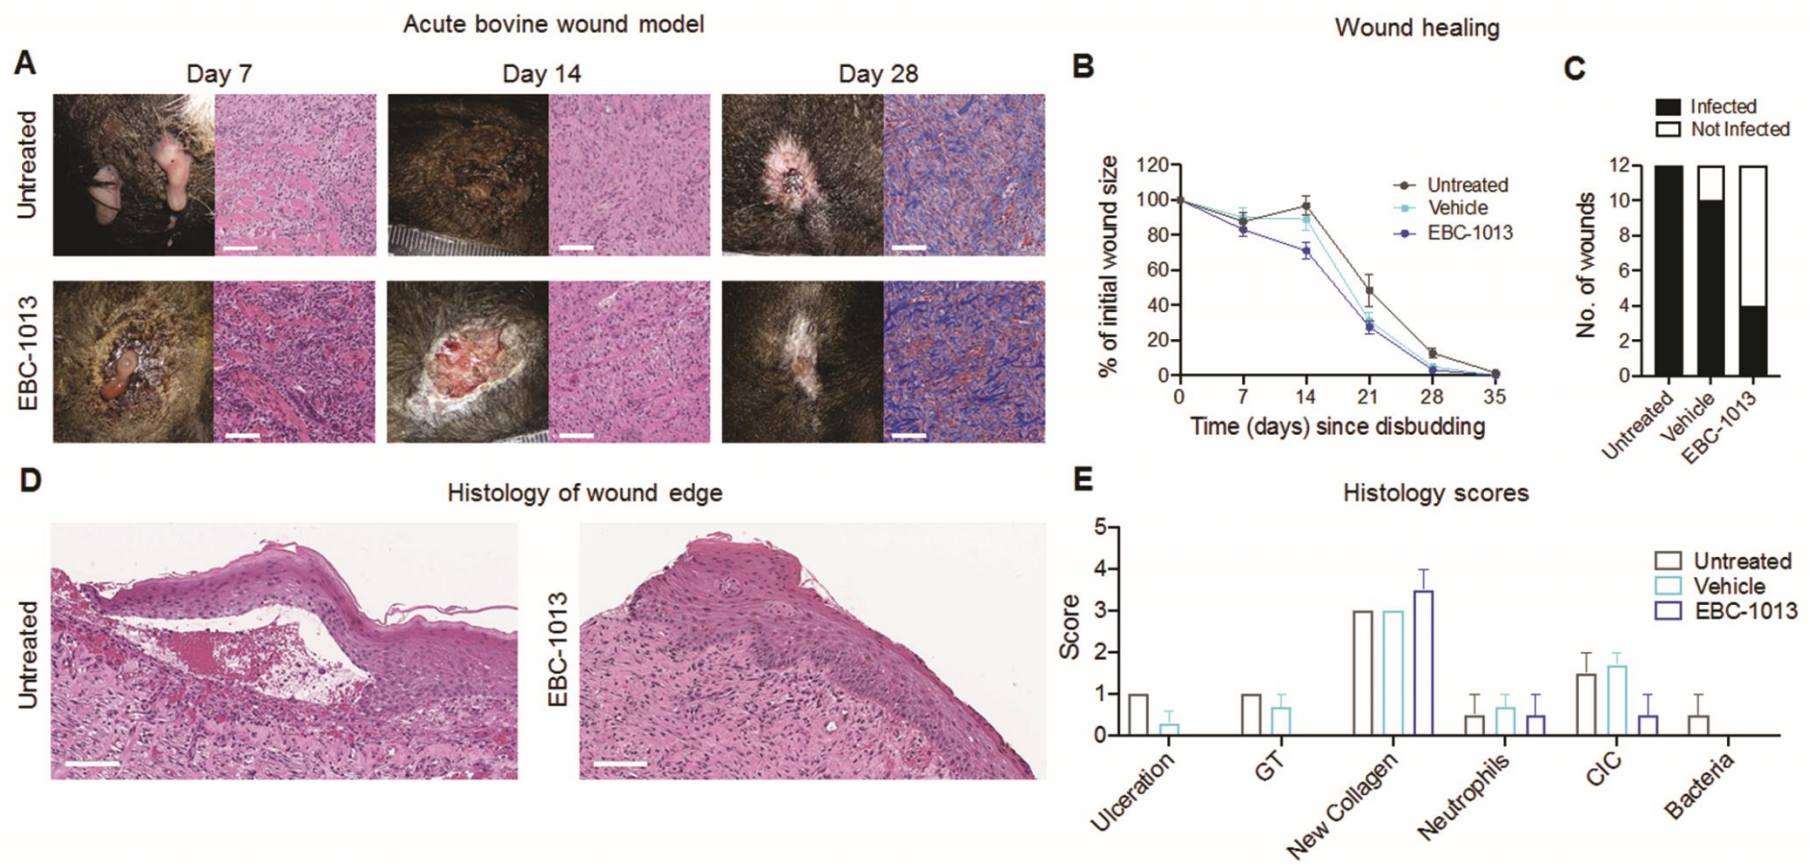 Acute bovine wound model
Wound healing
A
Day 7
Day 14
Day 28
Untreated
EBC-1013
B
% of initial wound size
120
100
80
60
40
20
0
0 7 14 21 28 35
Time (days) since disbudding
Untreated
Vehicle
EBC-1013
C
Infected
Not Infected
No. of wounds
12
10
8
6
4
2
0
Untreated
Vehicle
EBC-1013
D
Histology of wound edge
Untreated
EBC-1013
E
Histology scores
Score
5
4
3
2
1
0
Untreated
Vehicle
EBC-1013
Ulceration
GT
New Collagen
Neutrophils
CIC
Bacteria